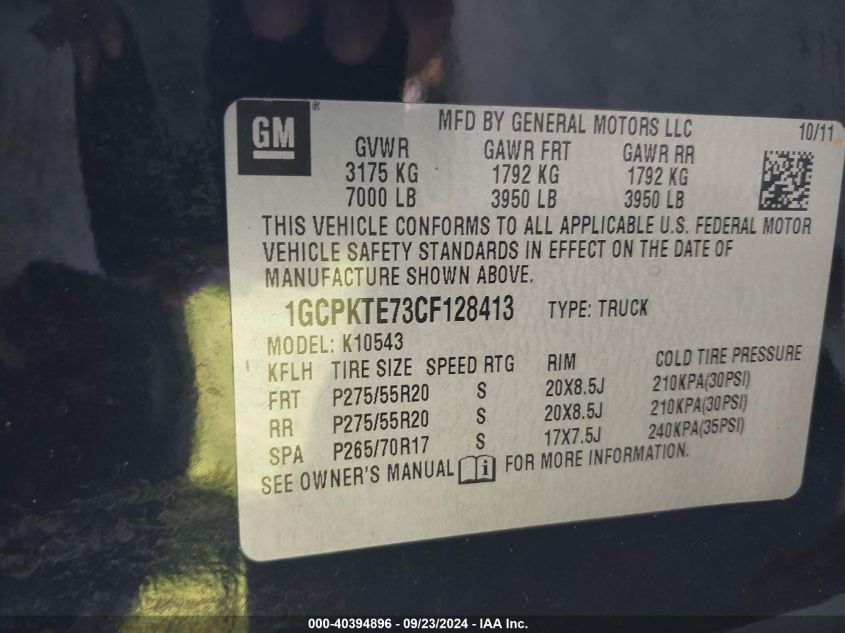 GM®
MFD BY GENERAL MOTORS LLC 10/11
GVWR GAWR FRT GAWR RR
3175 KG 1792 KG 1792 KG
7000 LB 3950 LB 3950 LB
THIS VEHICLE CONFORMS TO ALL APPLICABLE U.S. FEDERAL MOTOR
VEHICLE SAFETY STANDARDS IN EFFECT ON THE DATE OF
MANUFACTURE SHOWN ABOVE.
1GCPKTE73CF128413 TYPE: TRUCK
MODEL: K10543
KFLH TIRE SIZE SPEED RTG RIM COLD TIRE PRESSURE
FRT P275/55R20 S 20X8.5J 210KPA(30PSI)
RR P275/55R20 S 20X8.5J 210KPA(30PSI)
SPA P265/70R17 S 17X7.5J 240KPA(35PSI)
SEE OWNER'S MANUAL i FOR MORE INFORMATION.
000-40394896 - 09/23/2024 - IAA Inc.